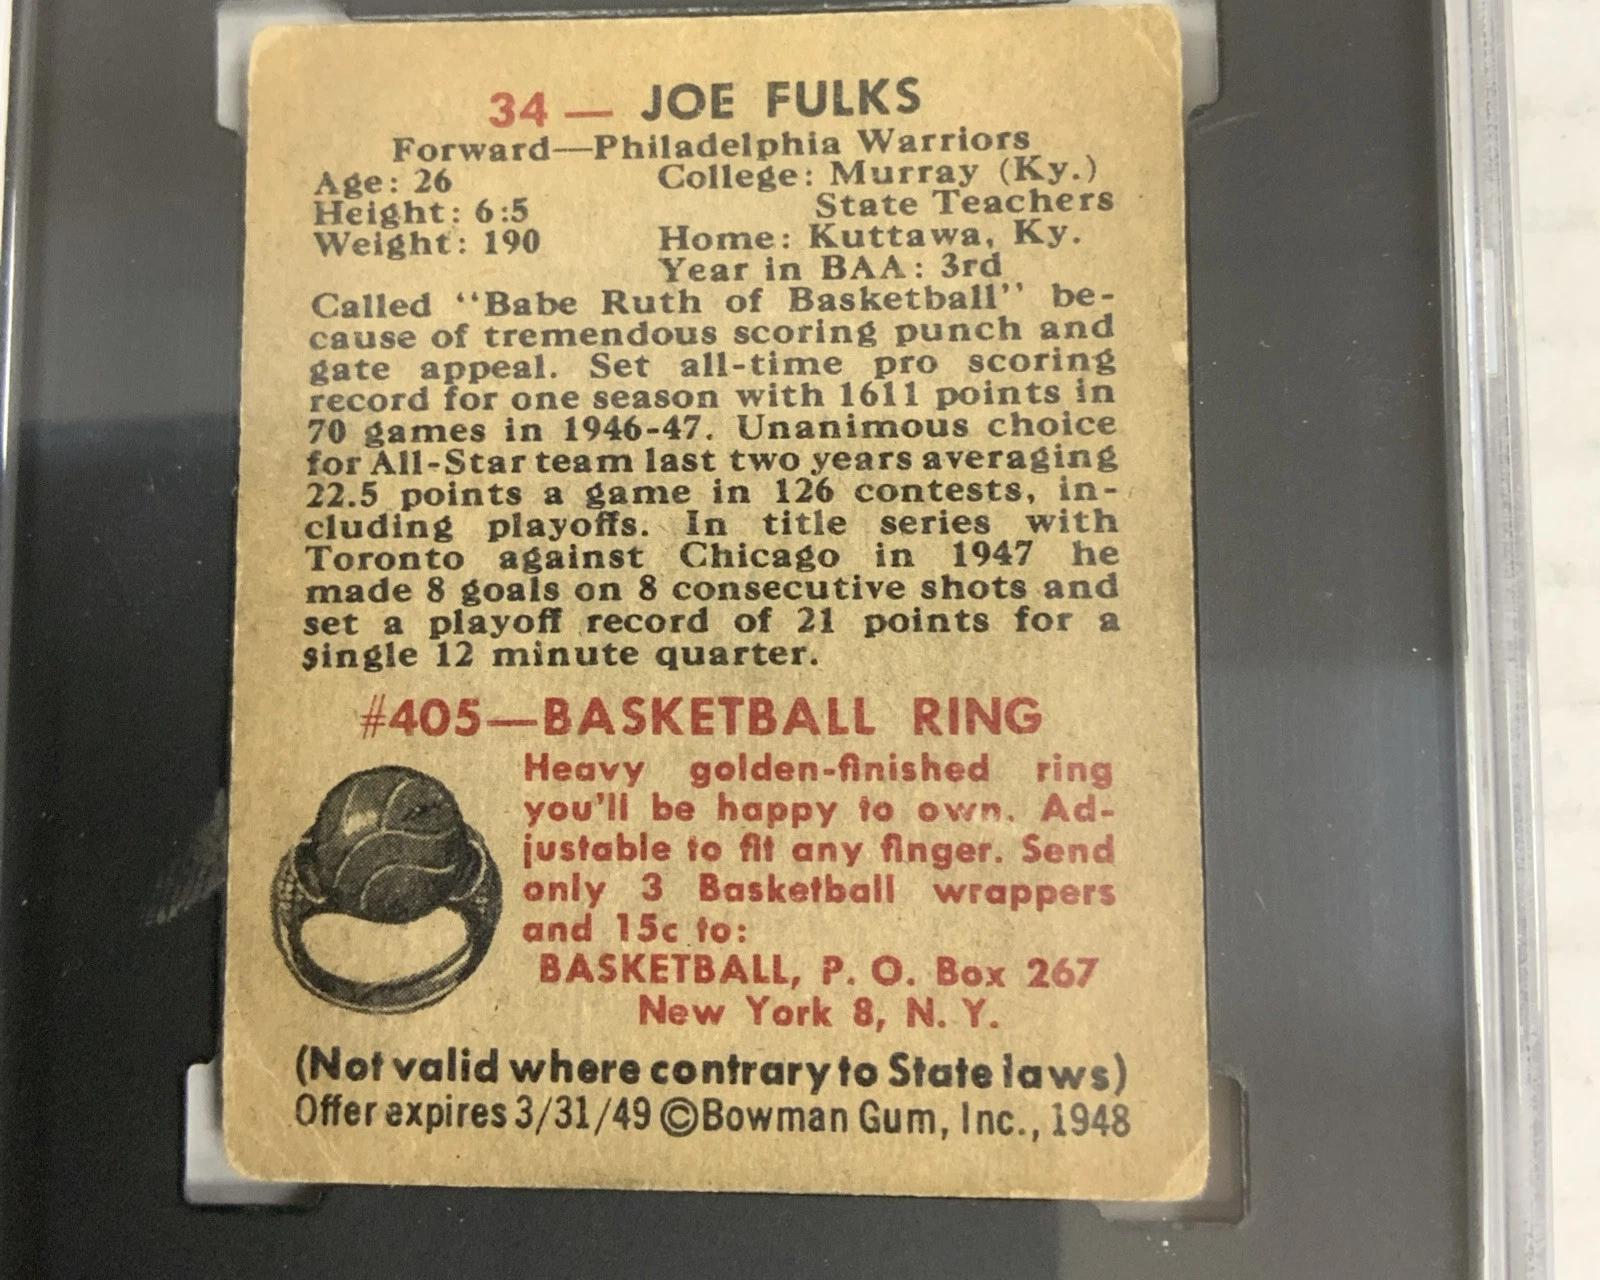 34 — JOE FULKS
Forward—Philadelphia Warriors
Age: 26
Height: 6:5
Weight: 190
College: Murray (Ky.)
State Teachers
Home: Kuttawa, Ky.
Year in BAA: 3rd
Called “Babe Ruth of Basketball” be-
cause of tremendous scoring punch and
gate appeal. Set all-time pro scoring
record for one season with 1611 points in
70 games in 1946-47. Unanimous choice
for All-Star team last two years averaging
22.5 points a game in 126 contests, in-
cluding playoffs. In title series with
Toronto against Chicago in 1947 he
made 8 goals on 8 consecutive shots and
set a playoff record of 21 points for a
single 12 minute quarter.
#405—BASKETBALL RING
Heavy golden-finished ring
you'll be happy to own. Ad-
justable to fit any finger. Send
only 3 Basketball wrappers
and 15c to:
BASKETBALL, P. O. Box 267
New York 8, N. Y.
(Not valid where contrary to State laws)
Offer expires 3/31/49 ©Bowman Gum, Inc., 1948